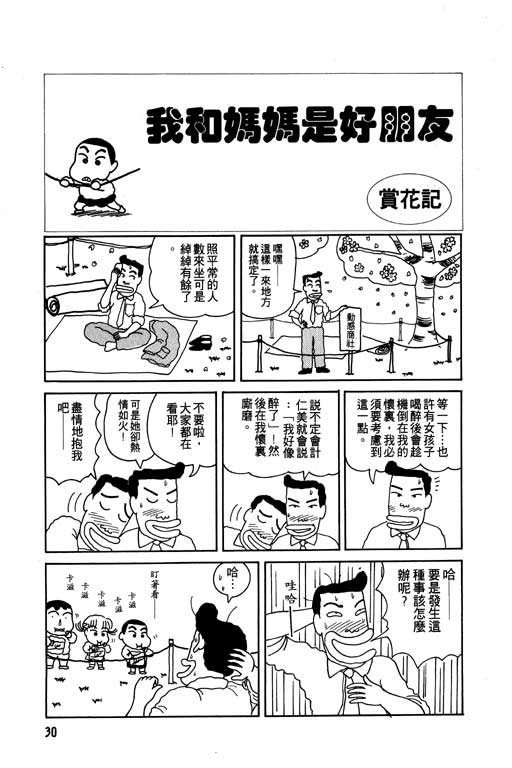 我和媽媽是好朋友
賞花記
嘿嘿——
這樣一來地方
就搞定了。
動感商社
照平常的人
數來坐可是
綽綽有餘了
。
等一下…也
許有女孩子
喝醉後會趁
機倒在我的
懷裏，我必
須要考慮到
這一點。
說不定會計
仁美就會說
：「我好像
醉了」！然
後在我懷裏
廝磨。
不要啦，
大家都在
看耶！
可是她卻熱
情如火！
盡情地抱我
吧——
哈——
要是發生這
種事該怎麼
辦呢？
哇哈
哈…
盯著看
卡滋
卡滋
卡滋
卡滋
30